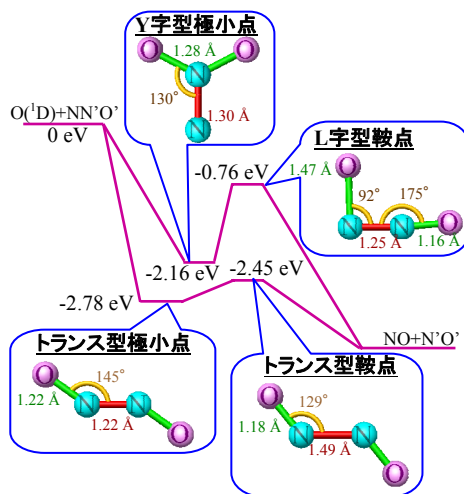 Y字型極小点
O
O
1.28 Å
N
130°
N
1.30 Å
O(¹D)+NN'O'
0 eV
L字型鞍点
-0.76 eV
1.47 Å
O
92°
175°
O
N
N
1.25 Å
1.16 Å
-2.16 eV
-2.45 eV
-2.78 eV
NO+N'O'
トランス型極小点
O
145°
1.22 Å
N
N
1.22 Å
O
トランス型鞍点
O
129°
1.18 Å
N
N
1.49 Å
O